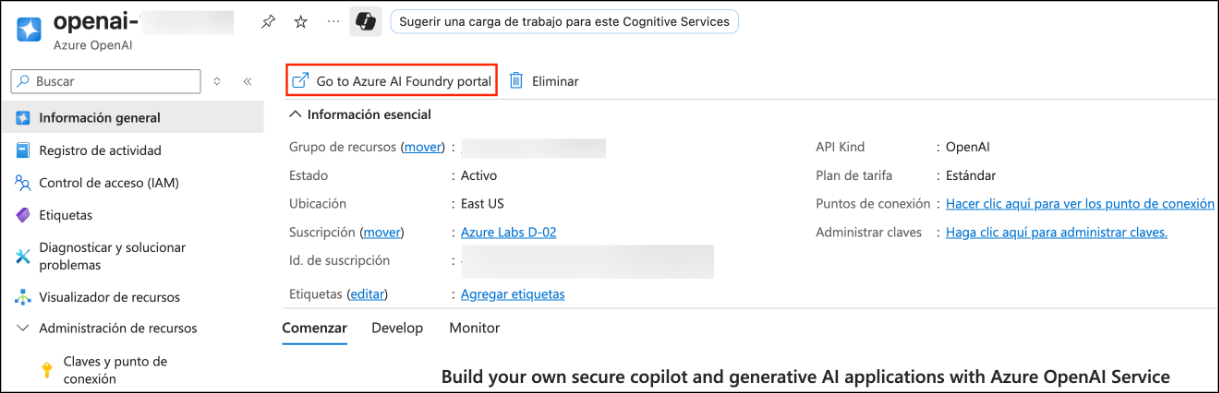 openai-
Azure OpenAI
Sugerir una carga de trabajo para este Cognitive Services
Buscar
Go to Azure AI Foundry portal
Eliminar
Información general
Registro de actividad
Control de acceso (IAM)
Etiquetas
Diagnosticar y solucionar
problemas
Visualizador de recursos
Administración de recursos
Claves y punto de
conexión
Información esencial
Grupo de recursos (mover) :
Estado : Activo
Ubicación : East US
Suscripción (mover) : Azure Labs D-02
Id. de suscripción :
Etiquetas (editar) : Agregar etiquetas
API Kind : OpenAI
Plan de tarifa : Estándar
Puntos de conexión : Hacer clic aquí para ver los punto de conexión
Administrar claves : Haga clic aquí para administrar claves.
Comenzar Develop Monitor
Build your own secure copilot and generative AI applications with Azure OpenAI Service